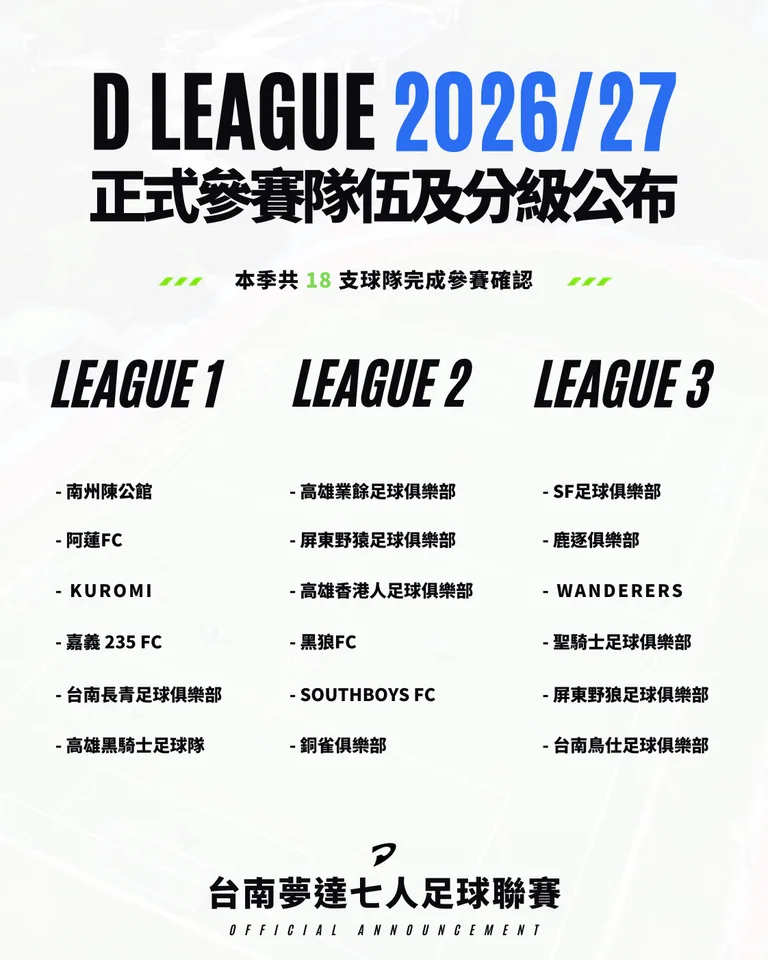 D LEAGUE 2026/27
正式參賽隊伍及分級公布
本季共 18 支球隊完成參賽確認
LEAGUE 1
- 南州陳公館
- 阿蓮FC
- KUROMI
- 嘉義 235 FC
- 台南長青足球俱樂部
- 高雄黑騎士足球隊
LEAGUE 2
- 高雄業餘足球俱樂部
- 屏東野猿足球俱樂部
- 高雄香港人足球俱樂部
- 黑狼FC
- SOUTHBOYS FC
- 銅雀俱樂部
LEAGUE 3
- SF足球俱樂部
- 鹿逐俱樂部
- WANDERERS
- 聖騎士足球俱樂部
- 屏東野狼足球俱樂部
- 台南鳥仕足球俱樂部
台南夢達七人足球聯賽
OFFICIAL ANNOUNCEMENT